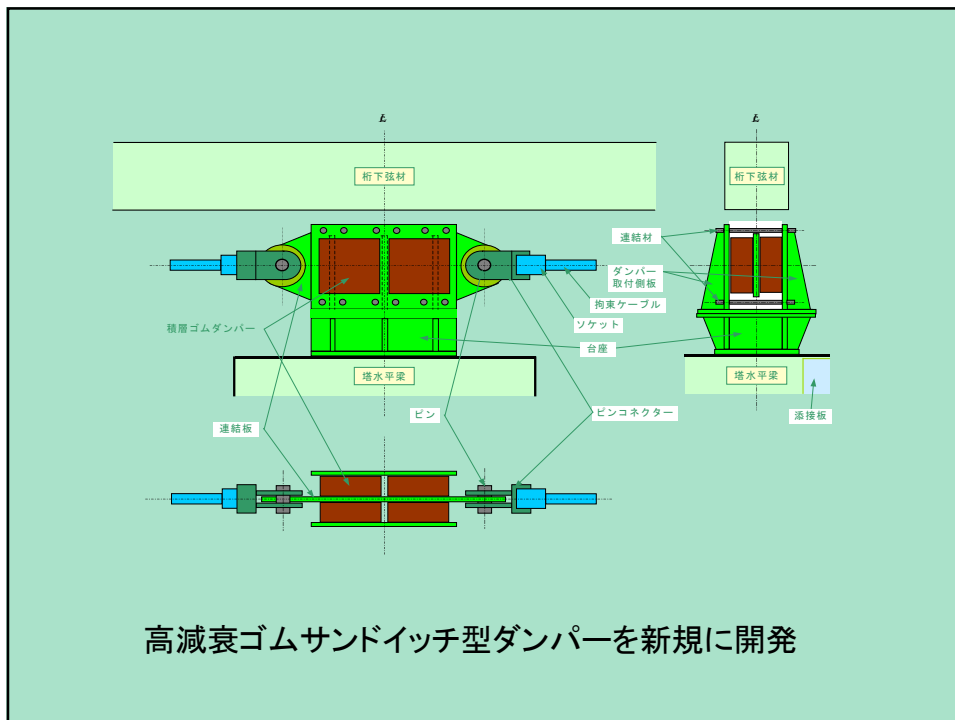 ℄
℄
桁下弦材
桁下弦材
連結材
ダンパー
取付側板
拘束ケーブル
積層ゴムダンパー
ソケット
台座
塔水平梁
塔水平梁
連結板
ピン
ピンコネクター
添接板
高減衰ゴムサンドイッチ型ダンパーを新規に開発